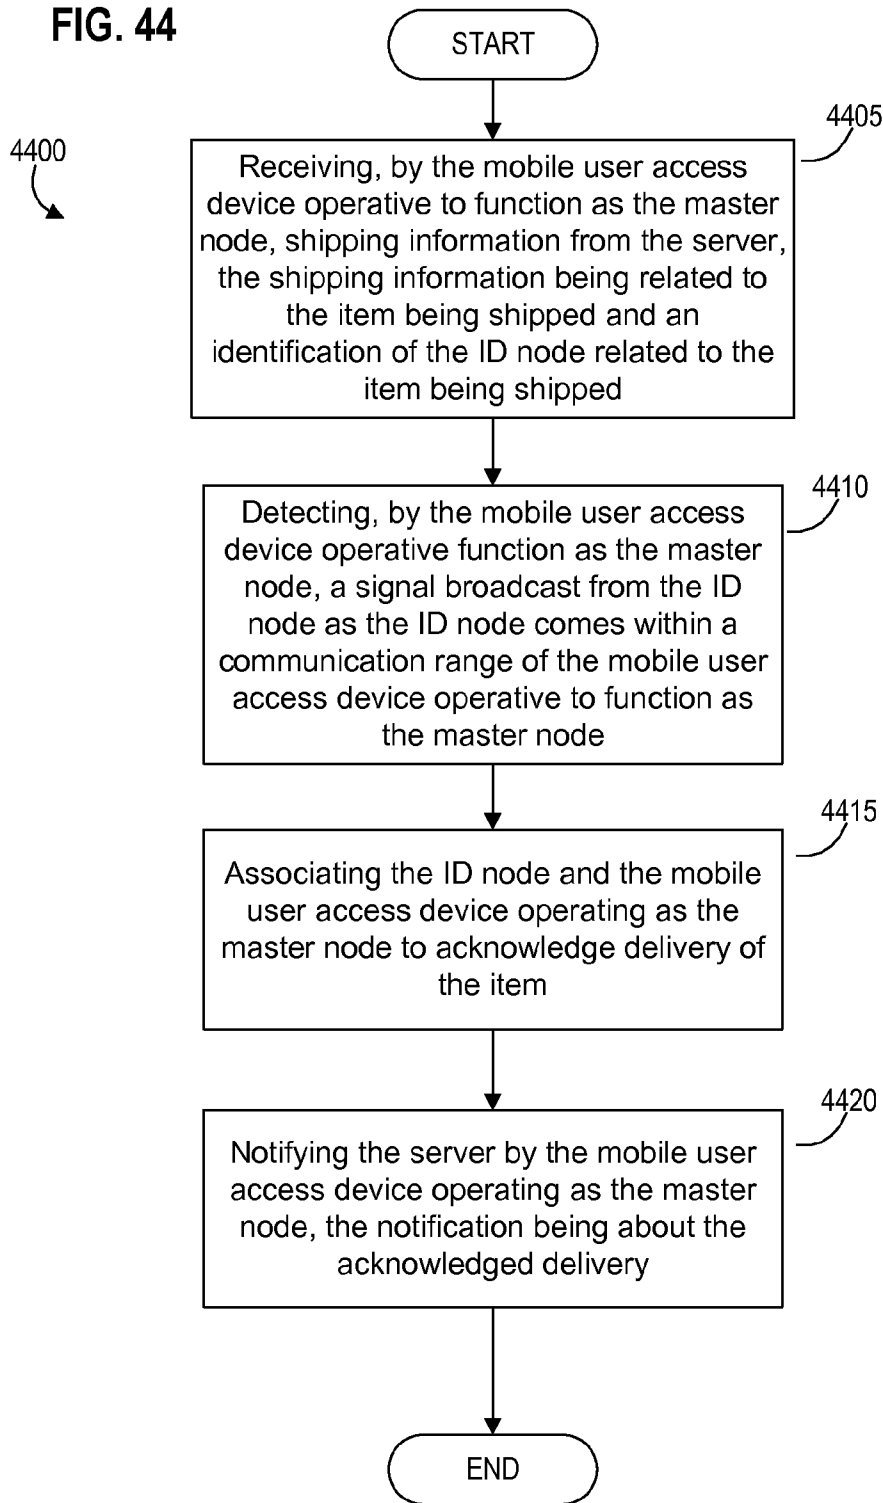 FIG. 44
START
4400
4405
Receiving, by the mobile user access
device operative to function as the master
node, shipping information from the server,
the shipping information being related to
the item being shipped and an
identification of the ID node related to the
item being shipped
4410
Detecting, by the mobile user access
device operative function as the master
node, a signal broadcast from the ID
node as the ID node comes within a
communication range of the mobile user
access device operative to function as
the master node
4415
Associating the ID node and the mobile
user access device operating as the
master node to acknowledge delivery of
the item
4420
Notifying the server by the mobile user
access device operating as the master
node, the notification being about the
acknowledged delivery
END